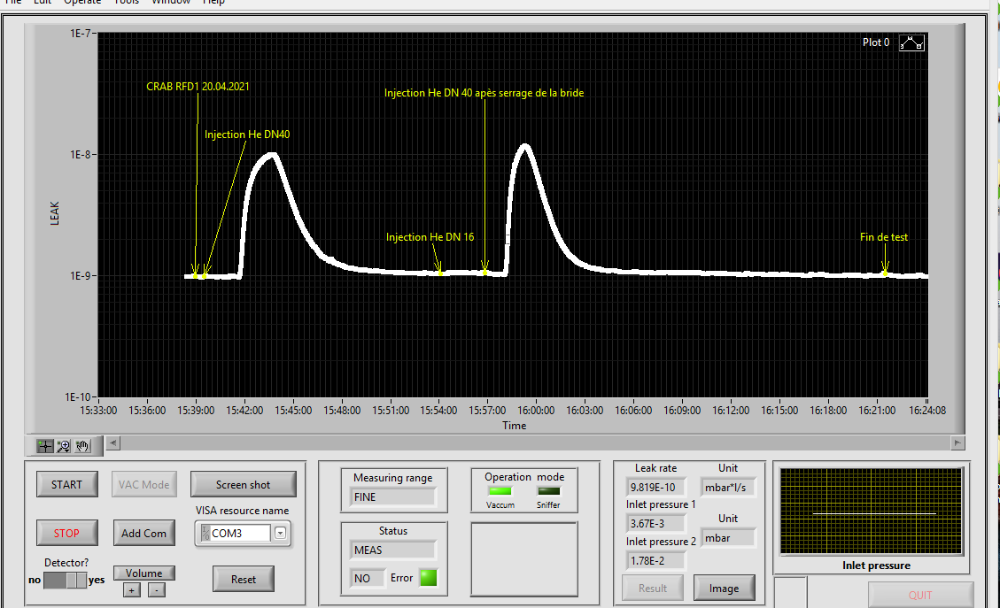 File Edit Operate Tools Window Help
Plot 0
1E-7
CRAB RFD1 20.04.2021
Injection He DN 40 apès serrage de la bride
Injection He DN40
1E-8
LEAK
Injection He DN 16
Fin de test
1E-9
1E-10
15:33:00 15:36:00 15:39:00 15:42:00 15:45:00 15:48:00 15:51:00 15:54:00 15:57:00 16:00:00 16:03:00 16:06:00 16:09:00 16:12:00 16:15:00 16:18:00 16:21:00 16:24:08
Time
START
VAC Mode
Screen shot
VISA resource name
COM3
STOP
Add Com
Detector?
no yes
Volume
+ -
Reset
Measuring range
FINE
Status
MEAS
NO Error
Operation mode
Vaccum Sniffer
Leak rate Unit
9.819E-10 mbar*l/s
Inlet pressure 1
3.67E-3
Unit
Inlet pressure 2
mbar
1.78E-2
Result
Image
Inlet pressure
QUIT